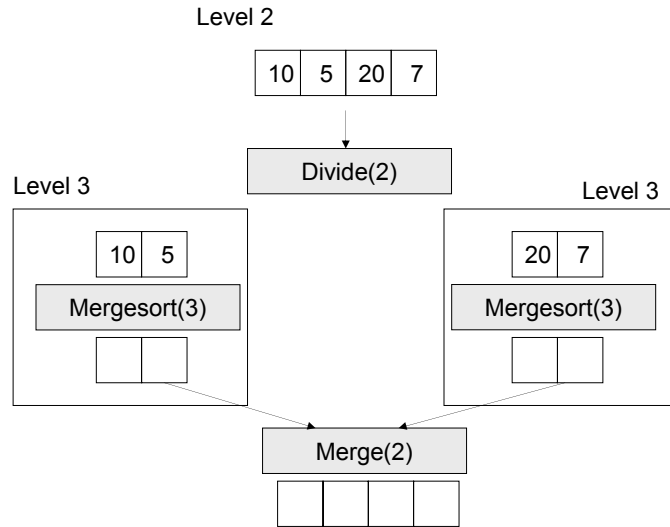 Level 2
10 5 20 7
Divide(2)
Level 3
Level 3
10 5
20 7
Mergesort(3)
Mergesort(3)
Merge(2)